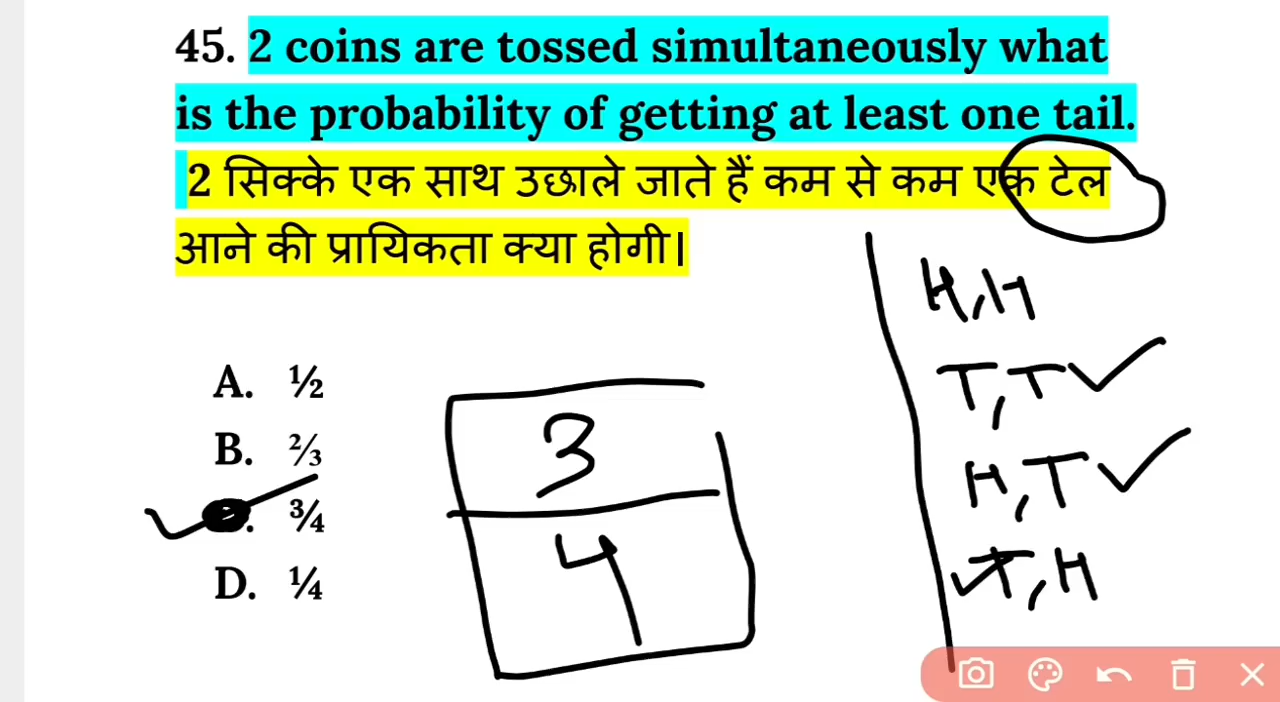 45. 2 coins are tossed simultaneously what
is the probability of getting at least one tail.
2 सिक्के एक साथ उछाले जाते हैं कम से कम एक टेल
आने की प्रायिकता क्या होगी।
A. ½
B. ⅔
¾
D. ¼
3
4
H,H
T,T
H,T
T,H